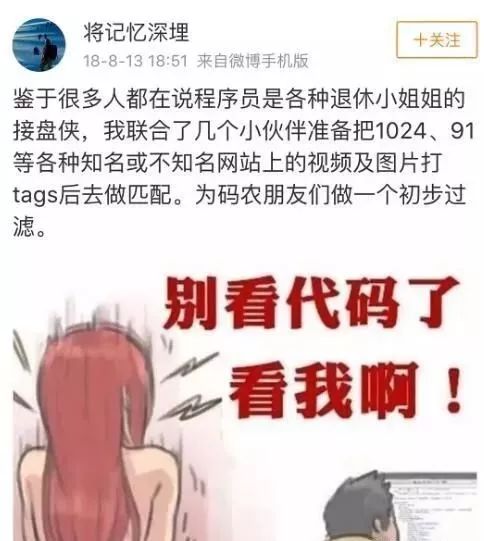 将记忆深埋
18-8-13 18:51 来自微博手机版
十关注
鉴于很多人都在说程序员是各种退休小姐姐的
接盘侠，我联合了几个小伙伴准备把1024、91
等各种知名或不知名网站上的视频及图片打
tags后去做匹配。为码农朋友们做一个初步过
滤。
别看代码了
看我啊！